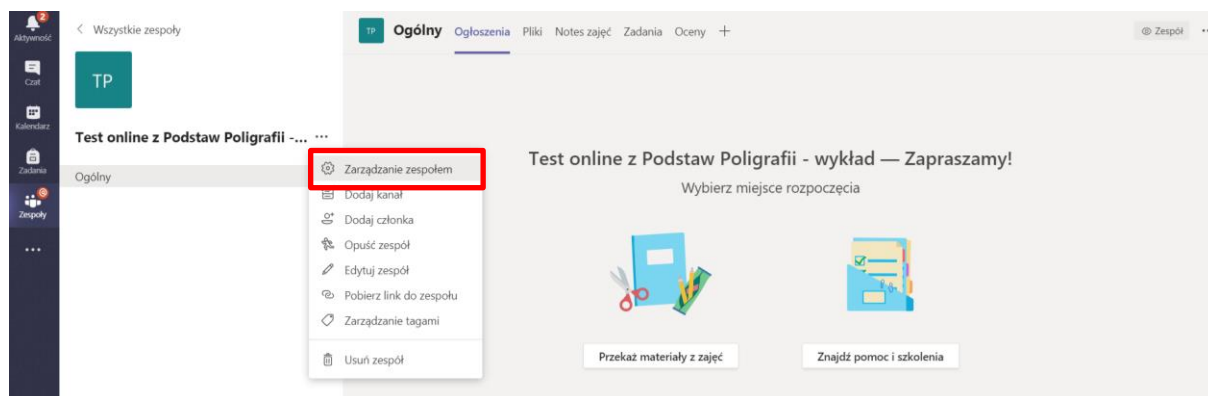 2
Aktywność
Czat
Kalendarz
Zadania
Zespoły
Wszystkie zespoły
TP
Test online z Podstaw Poligrafii -... ...
Ogólny
Zarządzanie zespołem
Dodaj kanał
Dodaj członka
Opuść zespół
Edytuj zespół
Pobierz link do zespołu
Zarządzanie tagami
Usuń zespół
TP Ogólny Ogłoszenia Pliki Notes zajęć Zadania Oceny +
Zespół
Test online z Podstaw Poligrafii - wykład — Zapraszamy!
Wybierz miejsce rozpoczęcia
Przekaż materiały z zajęć
Znajdź pomoc i szkolenia